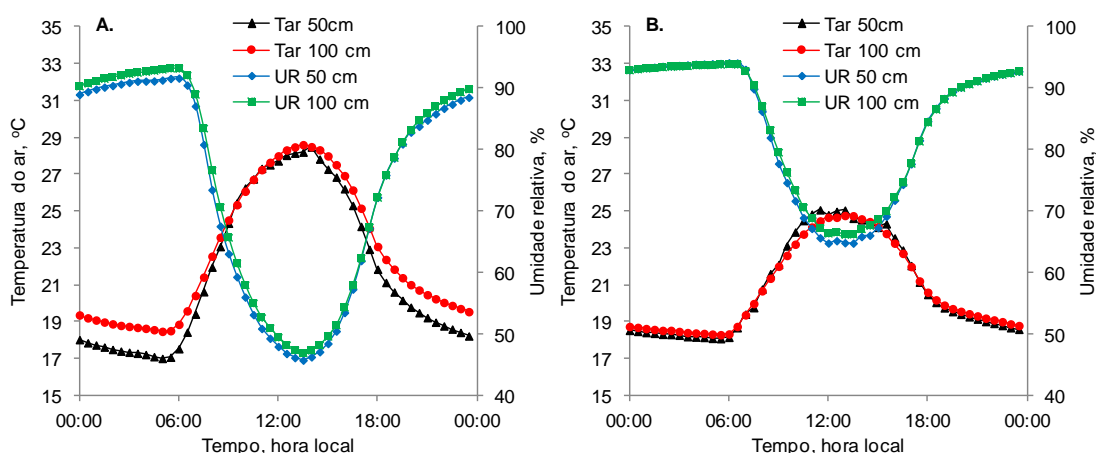 A.
Tar 50cm
Tar 100 cm
UR 50 cm
UR 100 cm
Temperatura do ar, ºC
35
33
31
29
27
25
23
21
19
17
15
Umidade relativa, %
100
90
80
70
60
50
40
00:00 06:00 12:00 18:00 00:00
Tempo, hora local
B.
Tar 50cm
Tar 100 cm
UR 50 cm
UR 100 cm
Temperatura do ar, ºC
35
33
31
29
27
25
23
21
19
17
15
Umidade relativa, %
100
90
80
70
60
50
40
00:00 06:00 12:00 18:00 00:00
Tempo, hora local